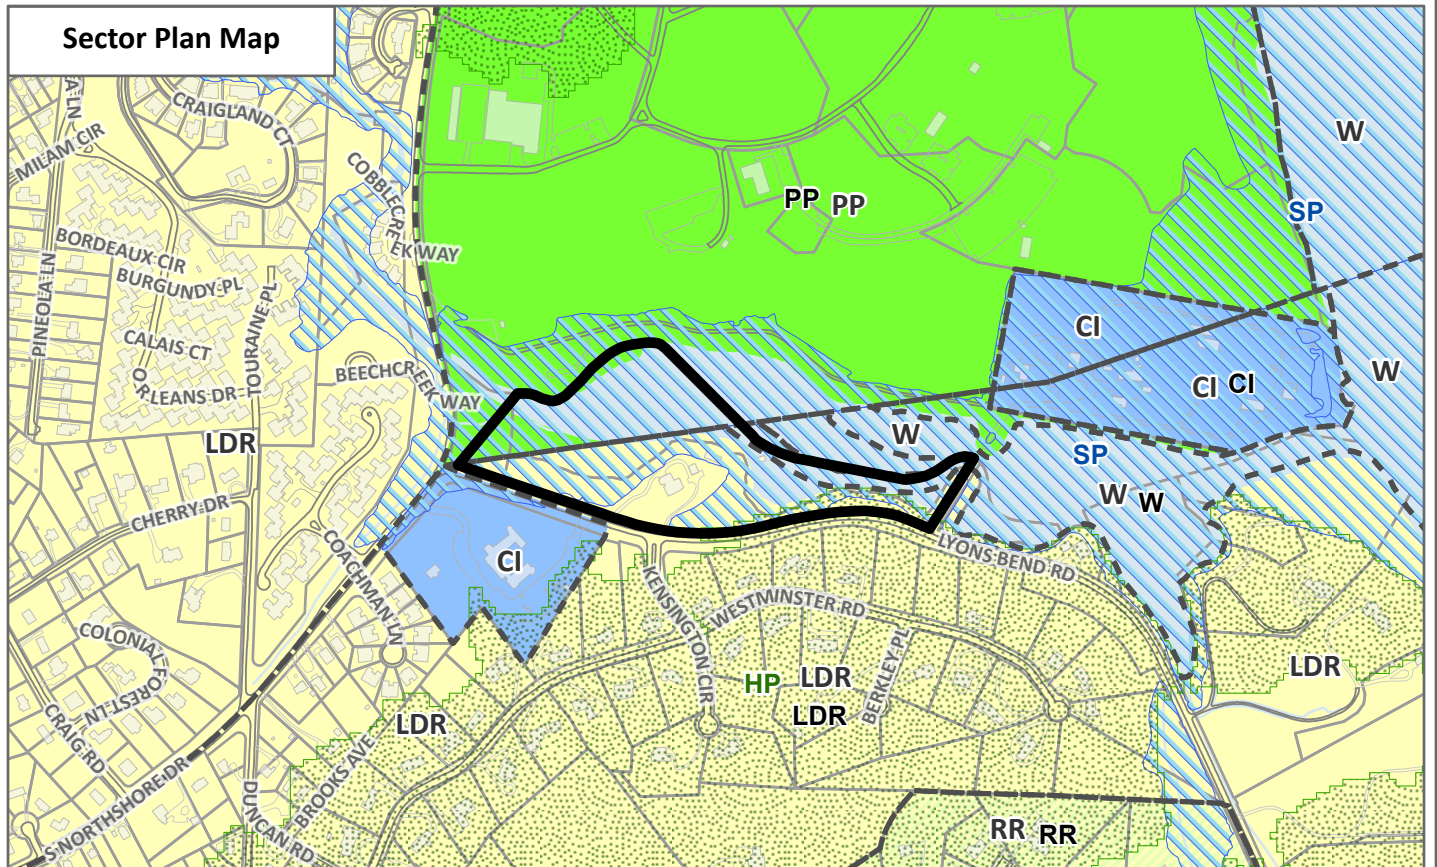 Sector Plan Map
A LN
MILAM CIR
CRAIGLAND CT
COBBLECREEK WAY
BORDEAUX CIR
BURGUNDY PL
PINEOLA LN
CALAIS CT
ORLEANS DR
TOURAINE PL
BEECHCREEK WAY
LDR
CHERRY DR
COACHMAN LN
COLONIAL FOREST LN
CRAIG RD
S NORTHSHORE DR
DUNCAN RD
BROOKS AVE
LDR
CI
KENSINGTON CIR
WESTMINSTER RD
BERKLEY PL
LYONS BEND RD
HP
LDR
LDR
RR
RR
LDR
PP
PP
W
SP
W
CI
CI
CI
W
SP
W
W